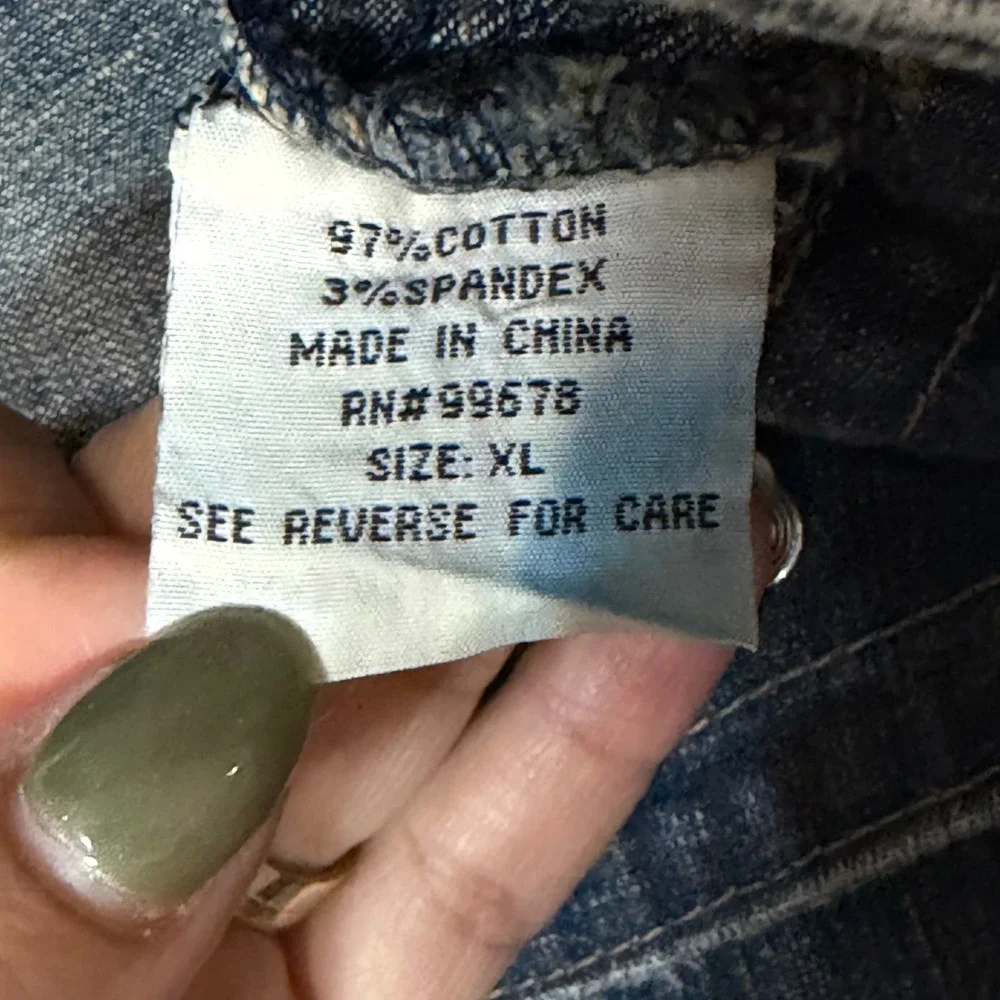 97%COTTON
3%SPANDEX
MADE IN CHINA
RN#99678
SIZE: XL
SEE REVERSE FOR CARE